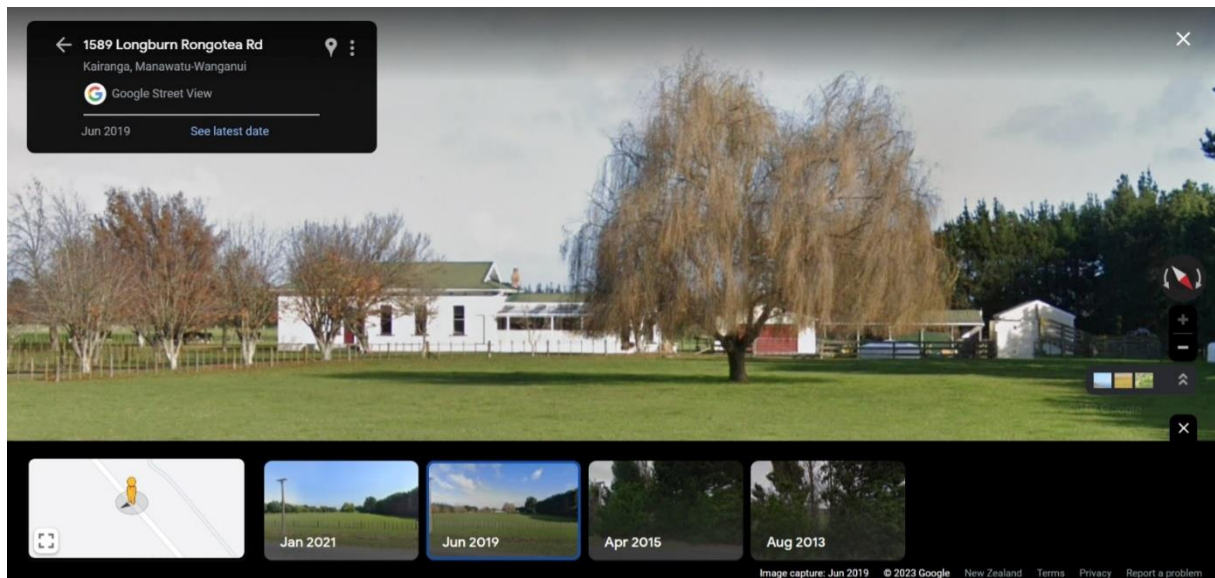 1589 Longburn Rongotea Rd
Kairanga, Manawatu-Wanganui
Google Street View
Jun 2019 See latest date
Jan 2021
Jun 2019
Apr 2015
Aug 2013
Image capture: Jun 2019 © 2023 Google New Zealand Terms Privacy Report a problem